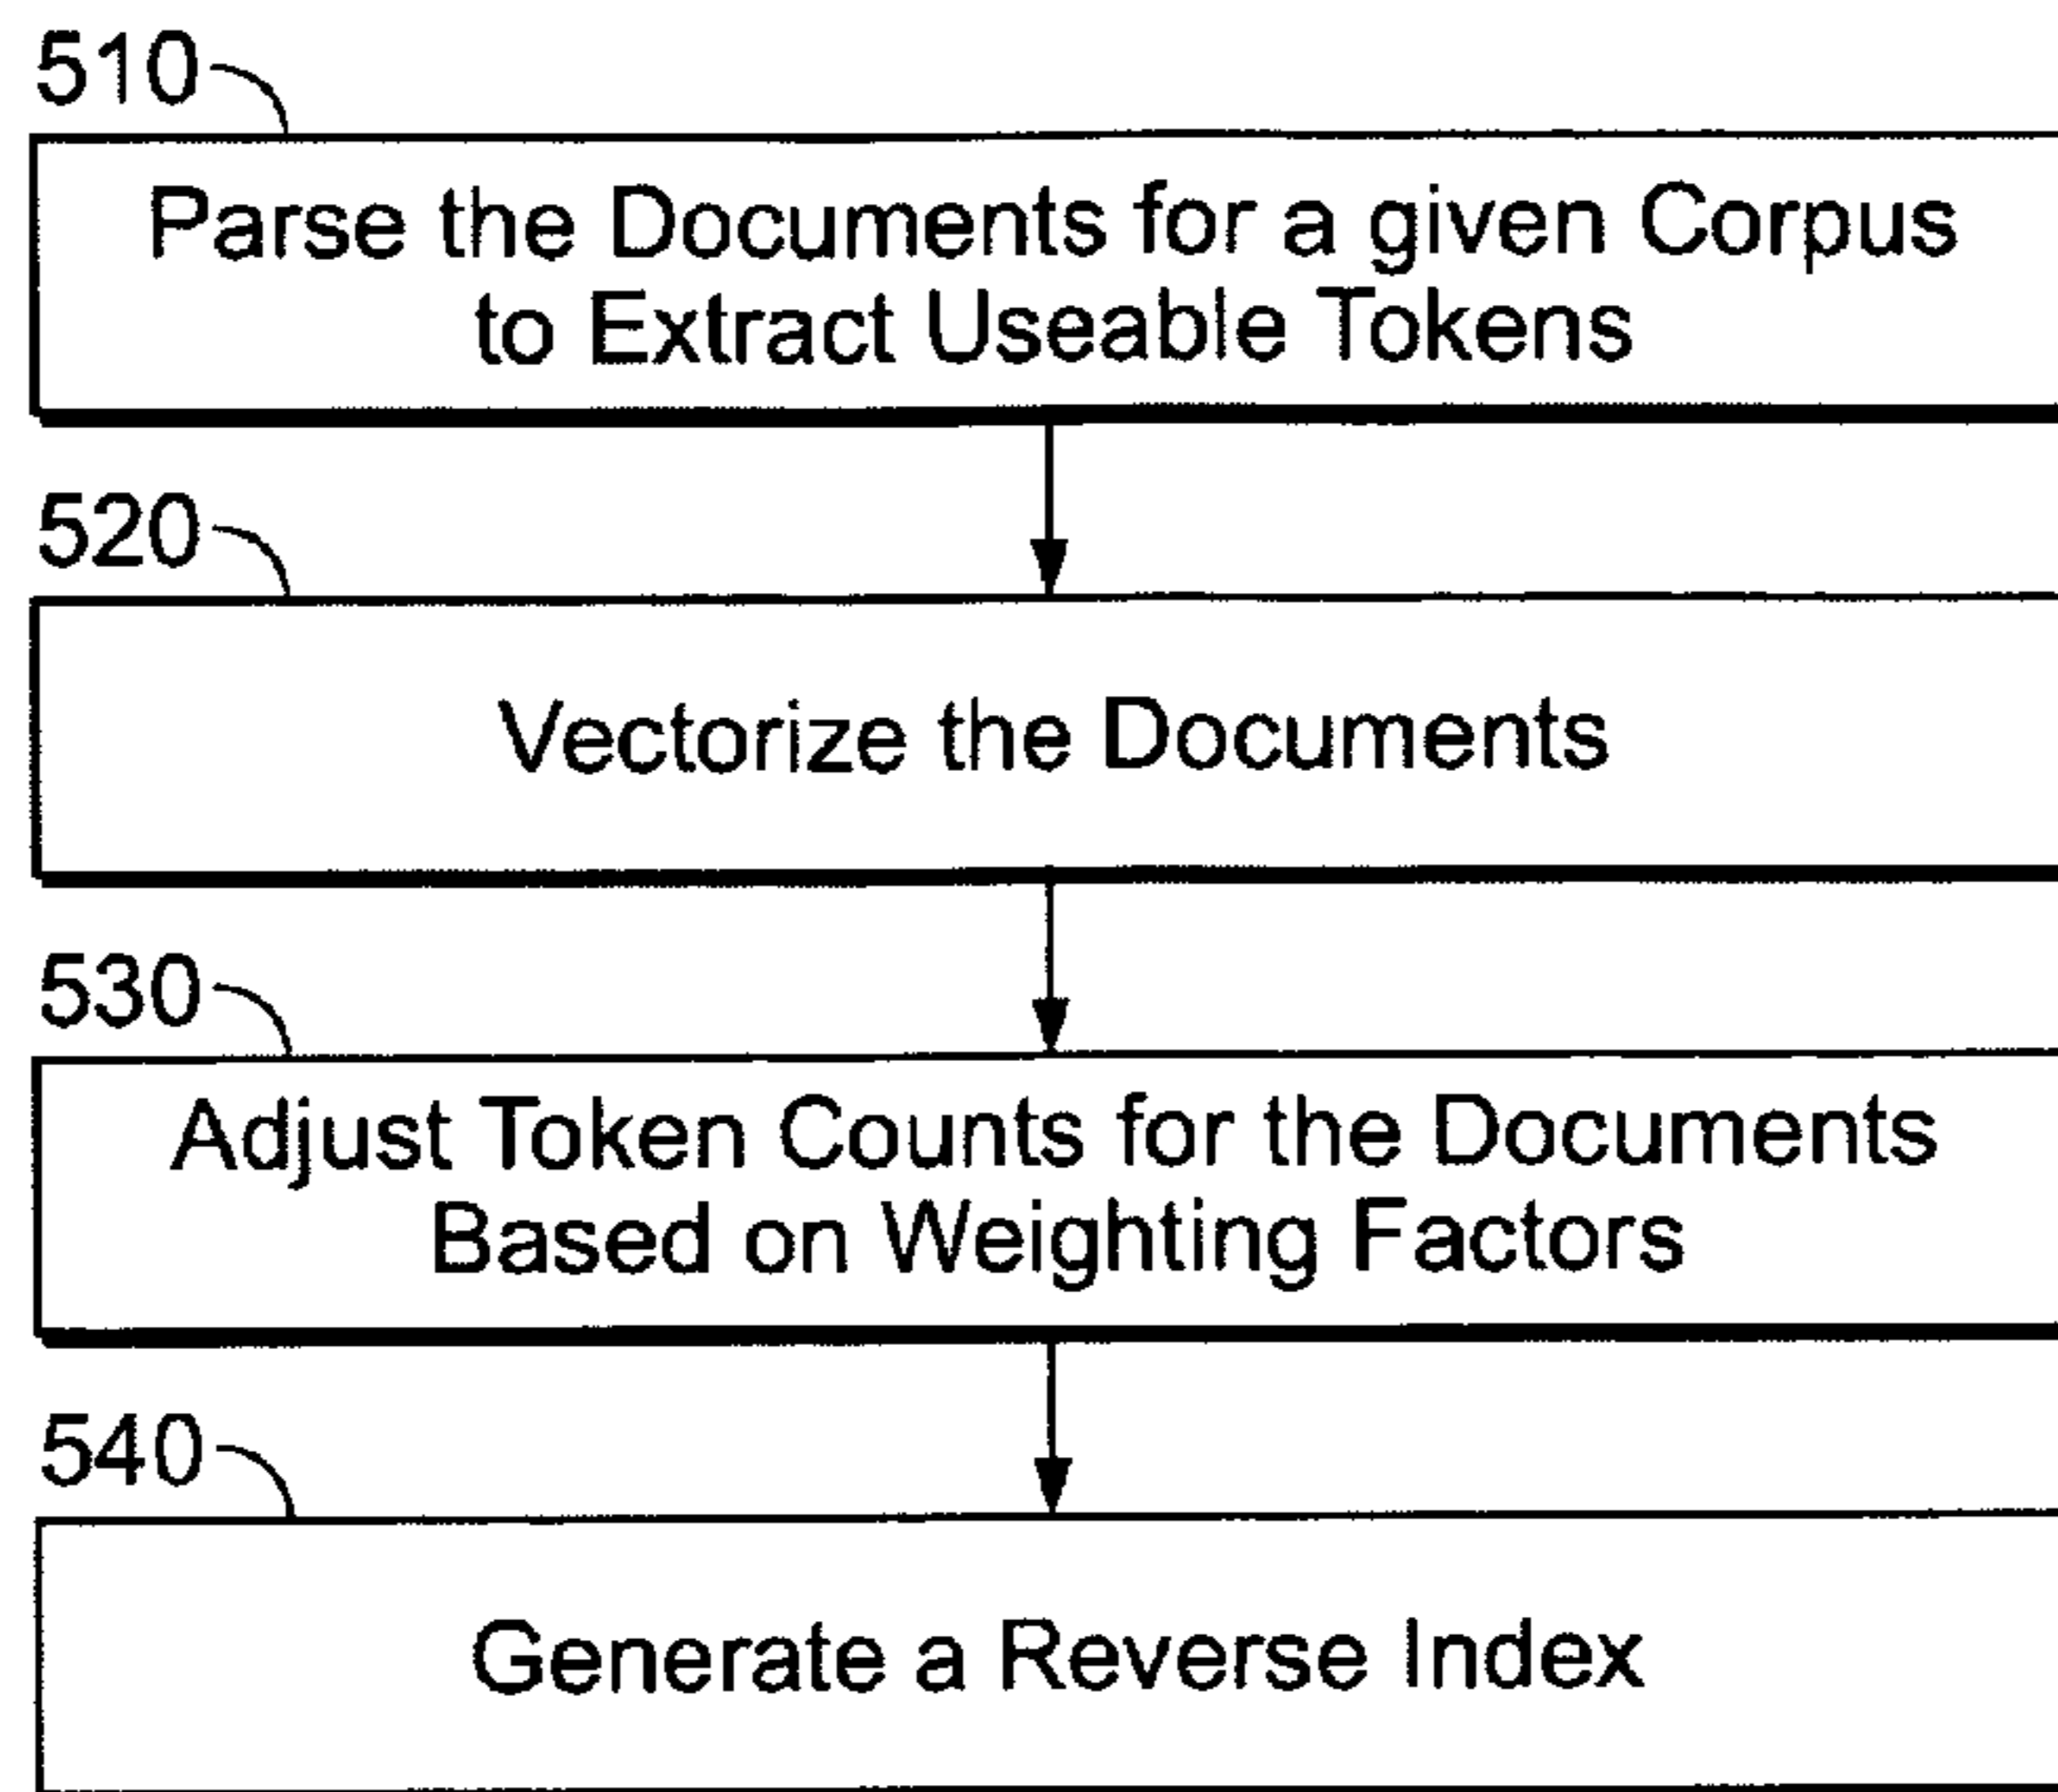 510
Parse the Documents for a given Corpus
to Extract Useable Tokens
520
Vectorize the Documents
530
Adjust Token Counts for the Documents
Based on Weighting Factors
540
Generate a Reverse Index